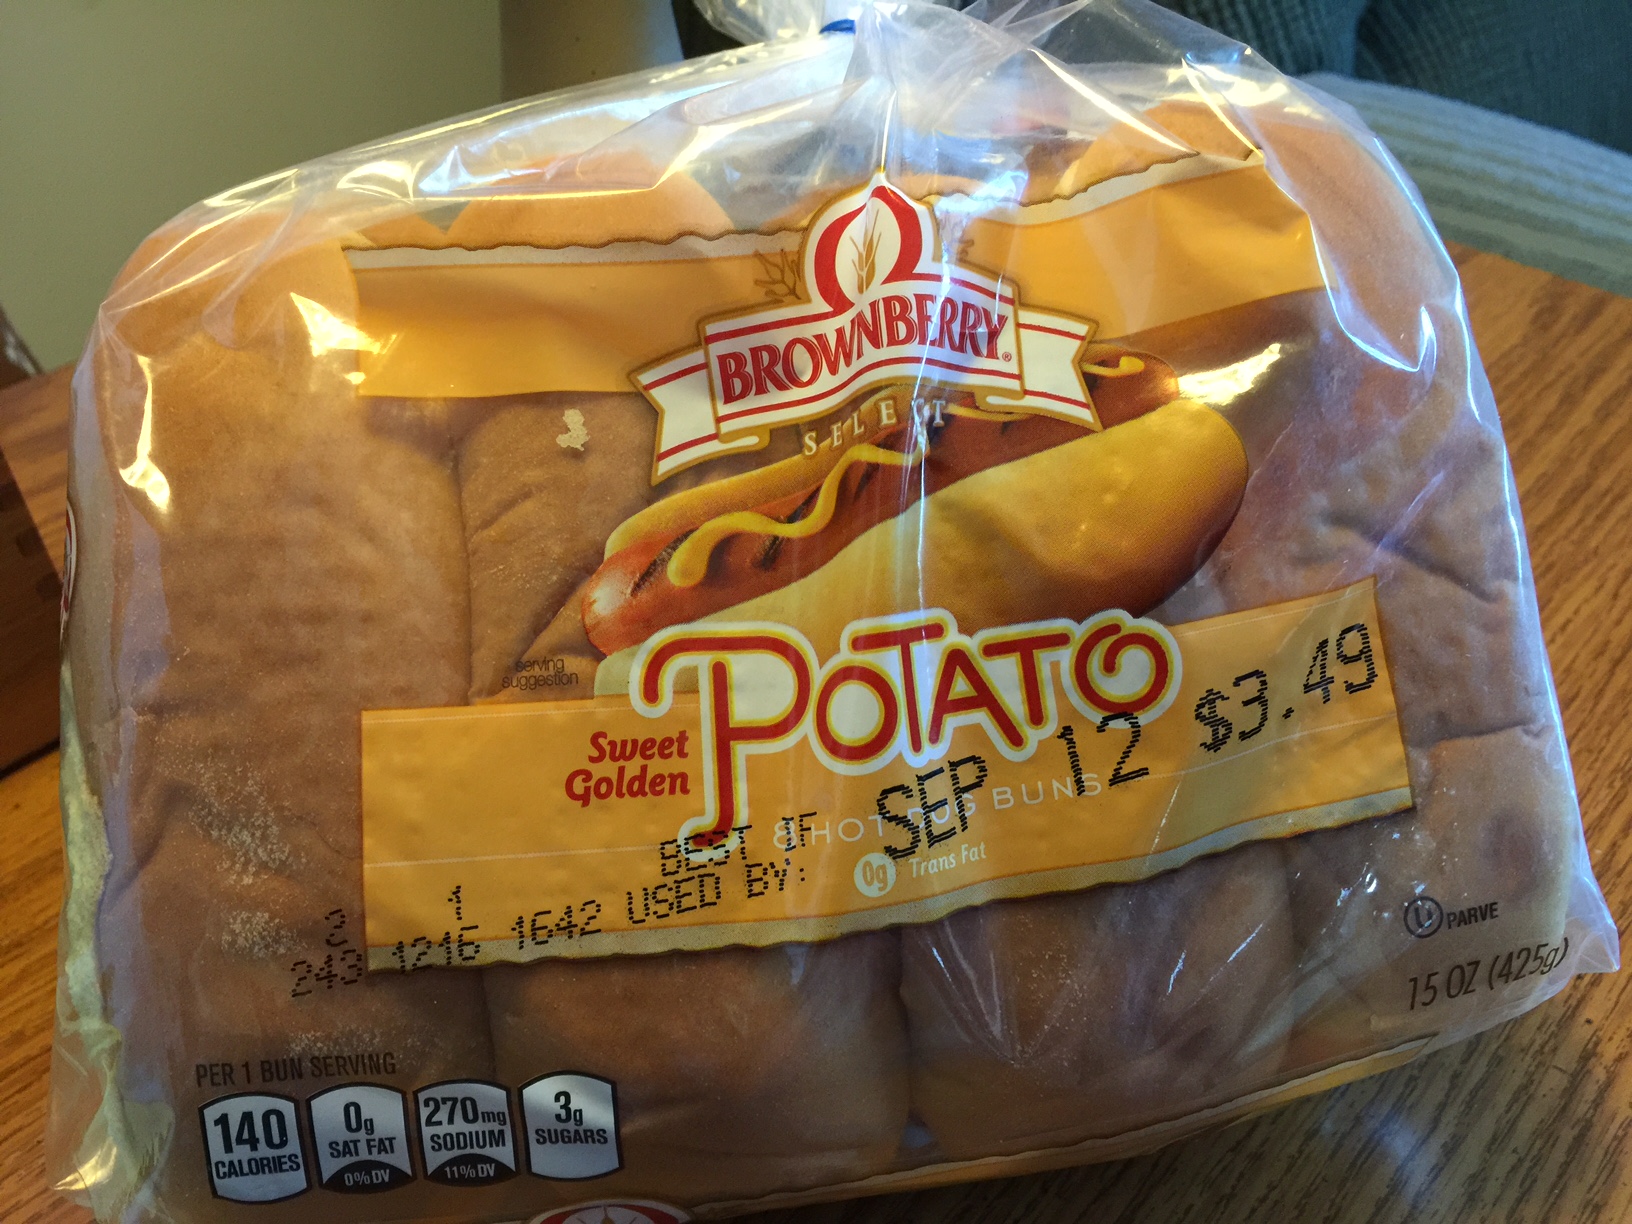 BROWNBERRY®
SELECT
serving
suggestion
Sweet
Golden
POTATO
8 HOT DOG BUNS
0g Trans Fat
BEST IF
USED BY:
SEP 12 $3.49
2 1
243 1216 1642
U PARVE
15 OZ (425g)
PER 1 BUN SERVING
140
CALORIES
0g
SAT FAT
0% DV
270mg
SODIUM
11% DV
3g
SUGARS